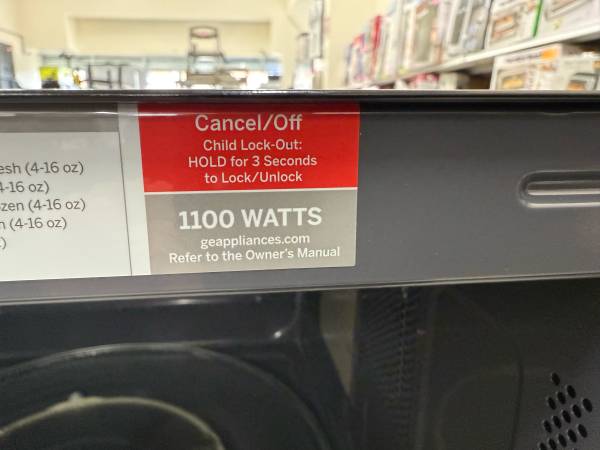 esh (4-16 oz)
4-16 oz)
zen (4-16 oz)
n (4-16 oz)
)
Cancel/Off
Child Lock-Out:
HOLD for 3 Seconds
to Lock/Unlock
1100 WATTS
geappliances.com
Refer to the Owner's Manual